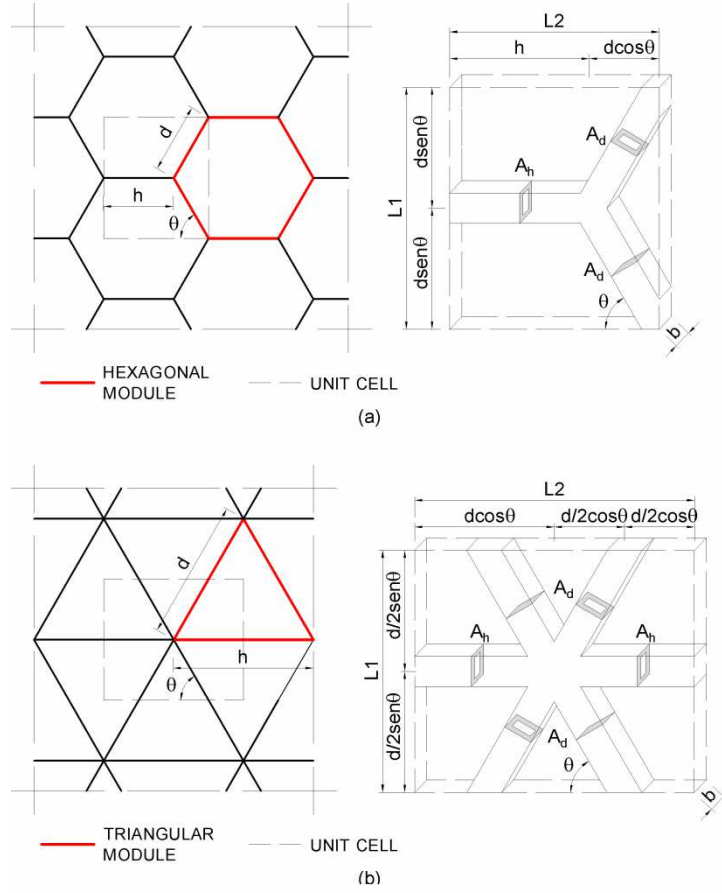 L2
h
dcosθ
d
h
θ
dsenθ
L1
dsenθ
A_h
A_d
A_d
θ
b
HEXAGONAL
MODULE
UNIT CELL
(a)
L2
dcosθ
d/2cosθ
d/2cosθ
d
h
θ
d/2senθ
L1
d/2senθ
A_h
A_d
A_h
A_d
θ
b
TRIANGULAR
MODULE
UNIT CELL
(b)